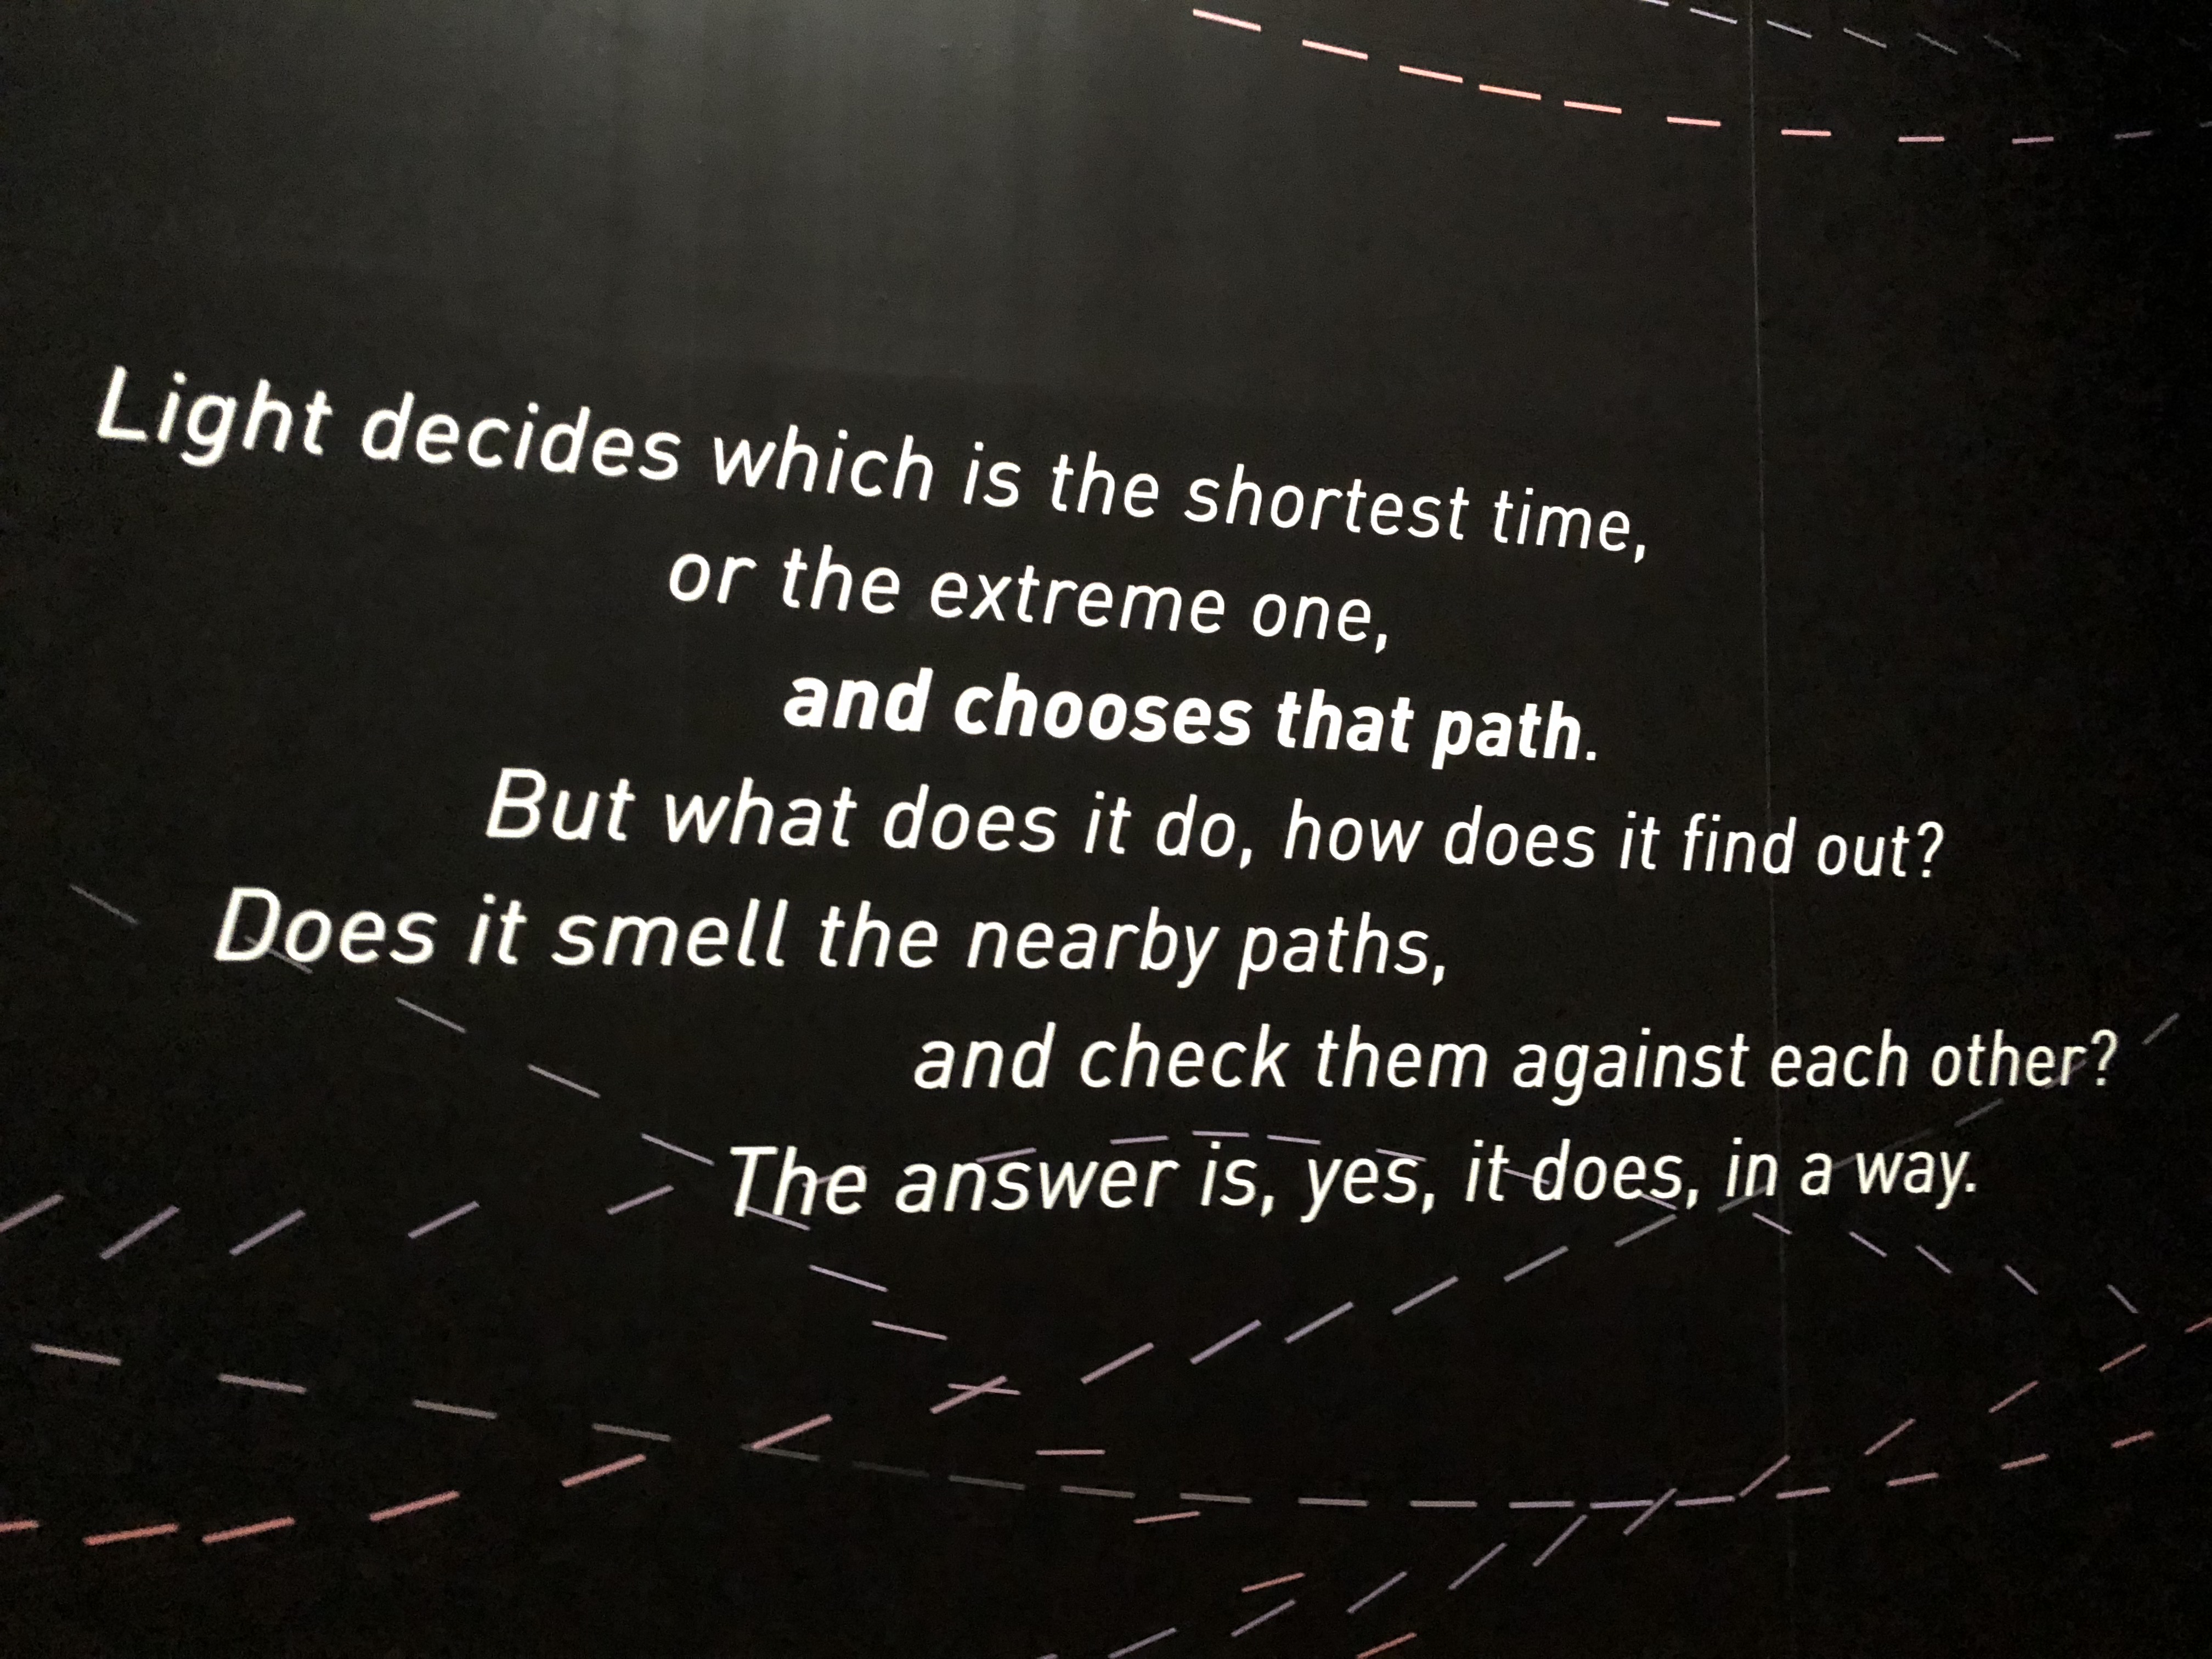 Light decides which is the shortest time,
or the extreme one,
and chooses that path.
But what does it do, how does it find out?
Does it smell the nearby paths,
and check them against each other?
The answer is, yes, it does, in a way.